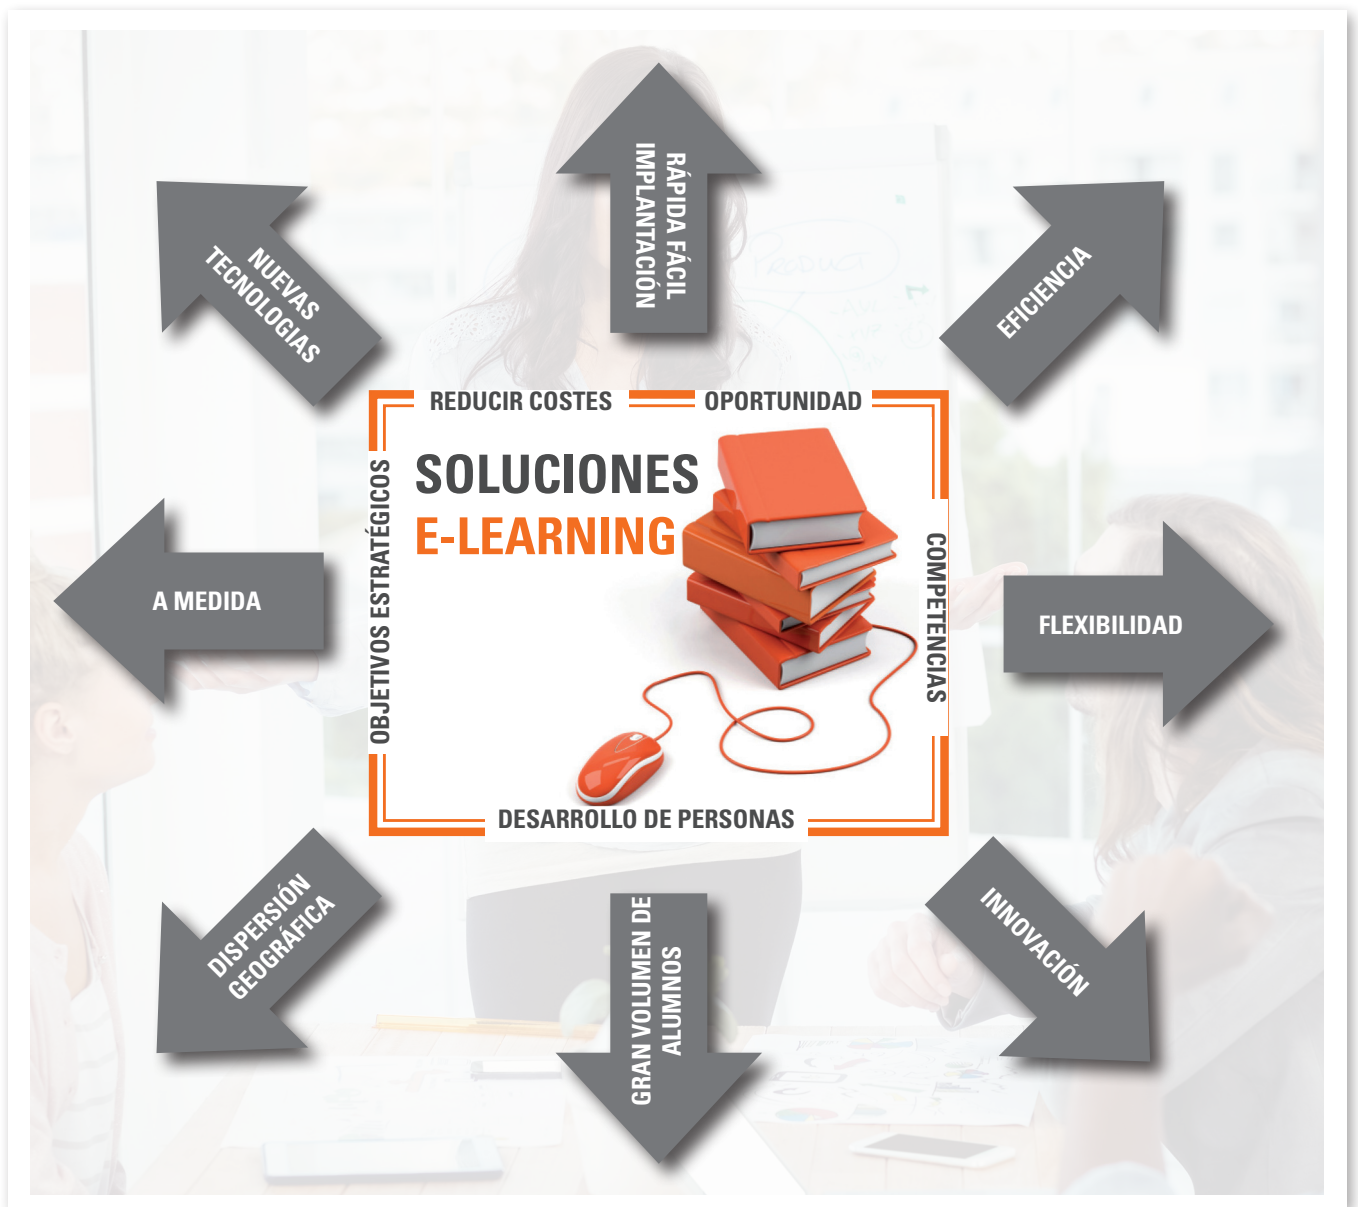 RÁPIDA FÁCIL
IMPLANTACIÓN
NUEVAS
TECNOLOGIAS
EFICIENCIA
PRODUCT
REDUCIR COSTES
OPORTUNIDAD
SOLUCIONES
E-LEARNING
OBJETIVOS ESTRATÉGICOS
COMPETENCIAS
A MEDIDA
FLEXIBILIDAD
DESARROLLO DE PERSONAS
DISPERSIÓN
GEOGRÁFICA
GRAN VOLUMEN DE
ALUMNOS
INNOVACIÓN